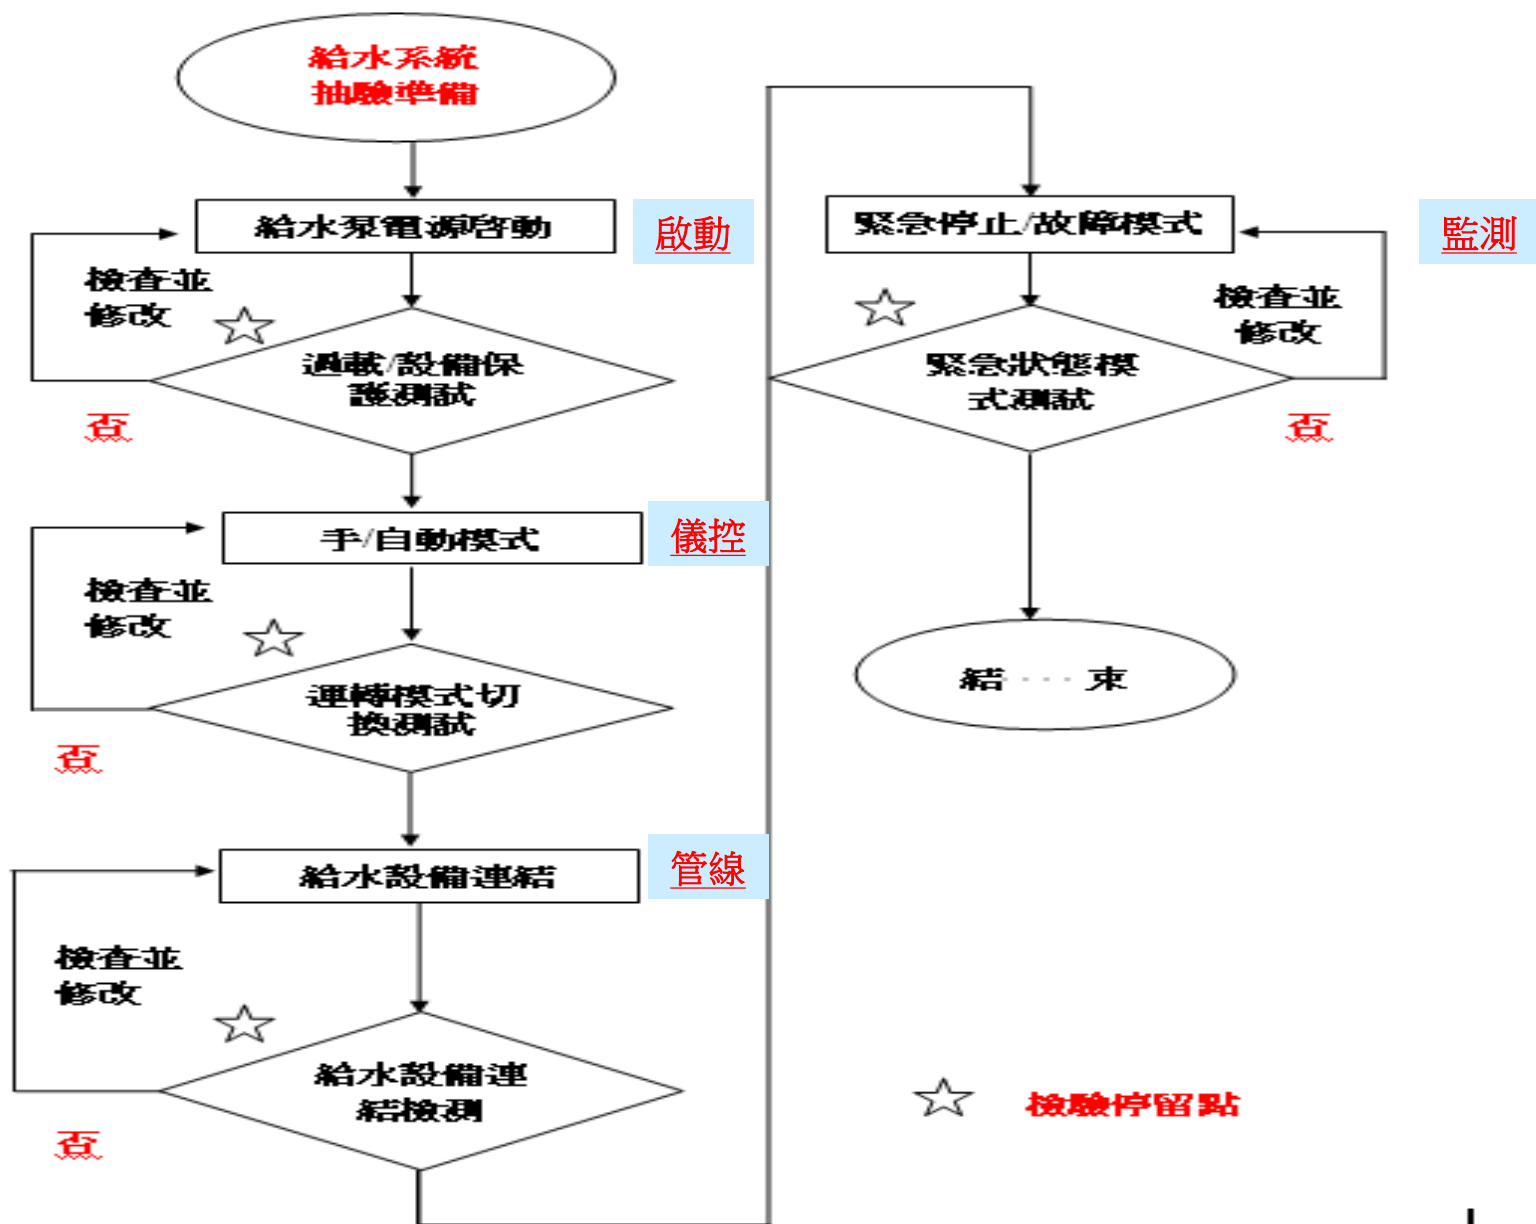 給水系統
抽驗準備
給水泵電源啓動
啟動
檢查並
修改
過載/設備保
護測試
否
手/自動模式
儀控
檢查並
修改
運轉模式切
換測試
否
給水設備連結
管線
檢查並
修改
給水設備連
結檢測
否
緊急停止/故障模式
監測
檢查並
修改
緊急狀態模
式測試
否
結····束
檢驗停留點